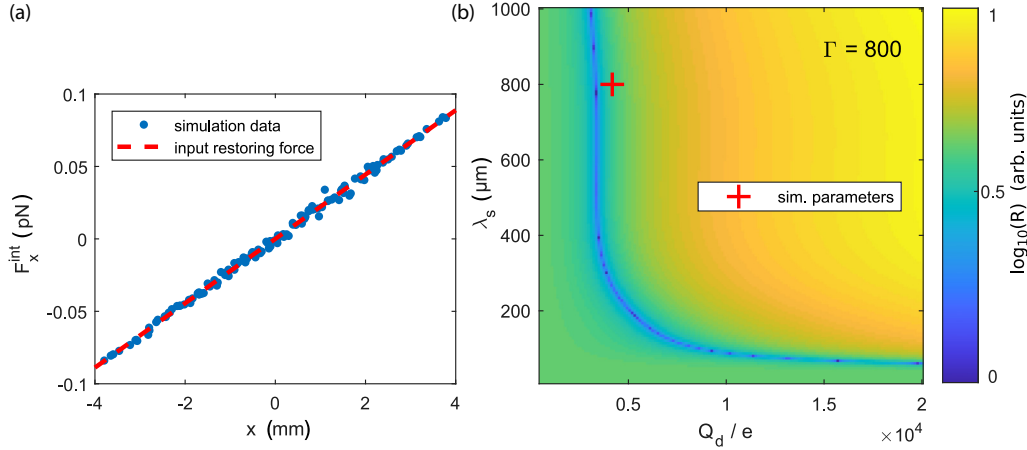 (a)
0.1
0.05
0
-0.05
-0.1
F_x^int (pN)
simulation data
input restoring force
-4
-2
0
2
4
x (mm)
(b)
1000
800
600
400
200
λ_s (μm)
Γ = 800
sim. parameters
0.5
1
1.5
2
×10^4
Q_d / e
1
0.5
0
log_10(R) (arb. units)